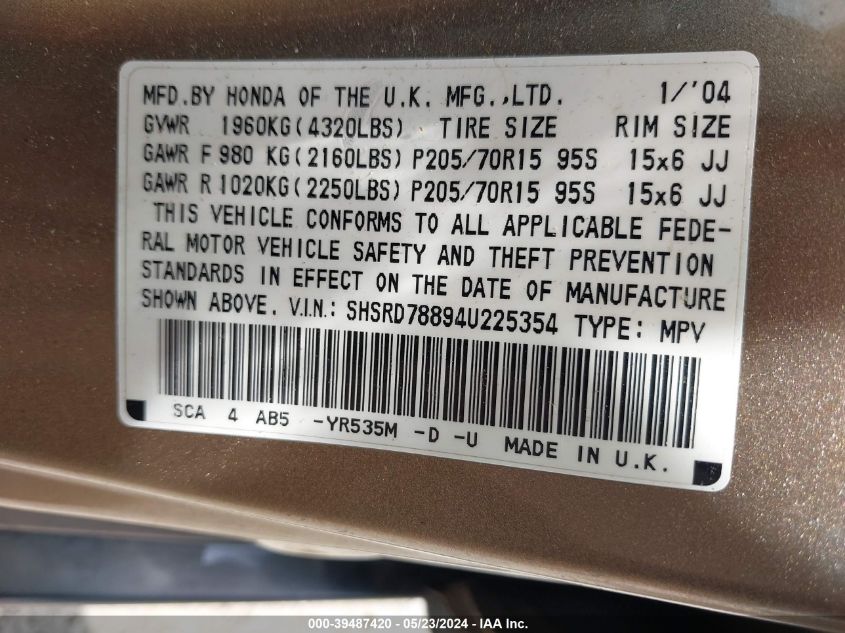 MFD.BY HONDA OF THE U.K. MFG.,LTD. 1/'04
GVWR 1960KG(4320LBS) TIRE SIZE RIM SIZE
GAWR F 980 KG(2160LBS) P205/70R15 95S 15x6 JJ
GAWR R 1020KG(2250LBS) P205/70R15 95S 15x6 JJ
THIS VEHICLE CONFORMS TO ALL APPLICABLE FEDE-
RAL MOTOR VEHICLE SAFETY AND THEFT PREVENTION
STANDARDS IN EFFECT ON THE DATE OF MANUFACTURE
SHOWN ABOVE. V.I.N.: SHSRD78894U225354 TYPE: MPV
SCA 4 AB5 -YR535M -D -U MADE IN U.K.
000-39487420 - 05/23/2024 - IAA Inc.